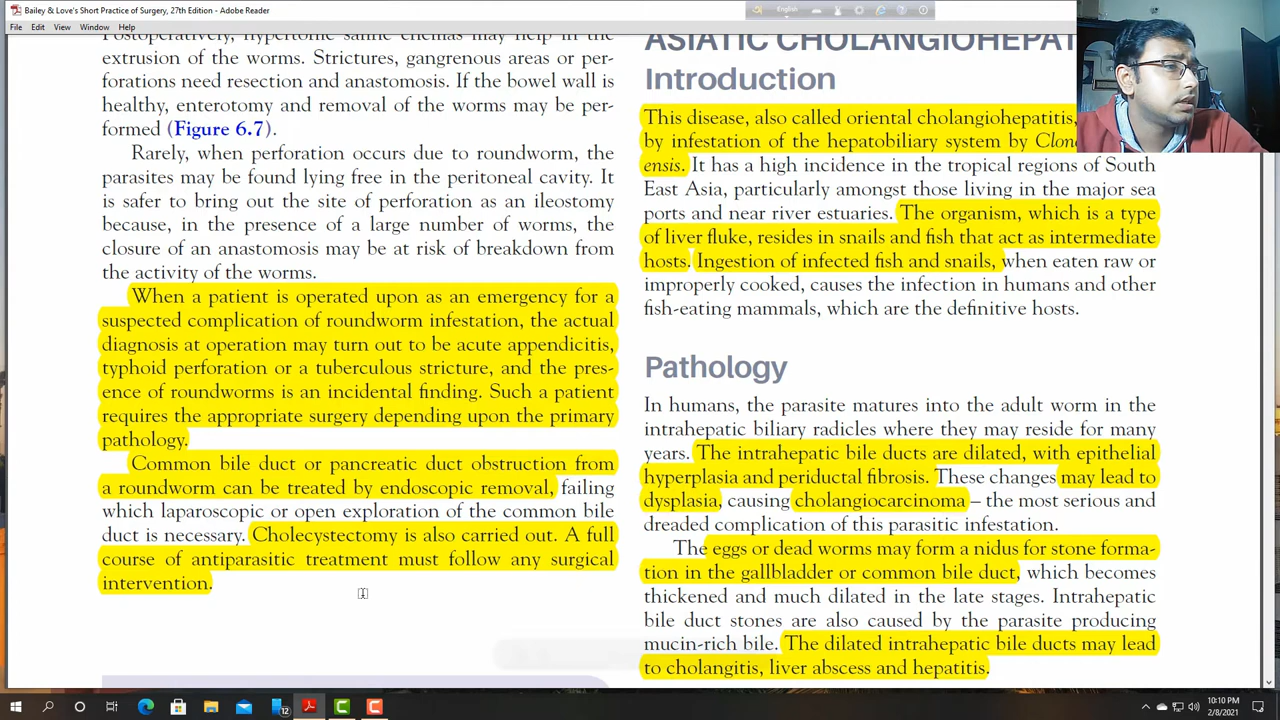 Bailey & Love's Short Practice of Surgery, 27th Edition - Adobe Reader
English
File Edit View Window Help
Postoperatively, hypertonic saline enemas may help in the
extrusion of the worms. Strictures, gangrenous areas or per-
forations need resection and anastomosis. If the bowel wall is
healthy, enterotomy and removal of the worms may be per-
formed (Figure 6.7).
Rarely, when perforation occurs due to roundworm, the
parasites may be found lying free in the peritoneal cavity. It
is safer to bring out the site of perforation as an ileostomy
because, in the presence of a large number of worms, the
closure of an anastomosis may be at risk of breakdown from
the activity of the worms.
When a patient is operated upon as an emergency for a
suspected complication of roundworm infestation, the actual
diagnosis at operation may turn out to be acute appendicitis,
typhoid perforation or a tuberculous stricture, and the pres-
ence of roundworms is an incidental finding. Such a patient
requires the appropriate surgery depending upon the primary
pathology.
Common bile duct or pancreatic duct obstruction from
a roundworm can be treated by endoscopic removal, failing
which laparoscopic or open exploration of the common bile
duct is necessary. Cholecystectomy is also carried out. A full
course of antiparasitic treatment must follow any surgical
intervention.
ASIATIC CHOLANGIOHEPAT
Introduction
This disease, also called oriental cholangiohepatitis,
by infestation of the hepatobiliary system by Clon
ensis. It has a high incidence in the tropical regions of South
East Asia, particularly amongst those living in the major sea
ports and near river estuaries. The organism, which is a type
of liver fluke, resides in snails and fish that act as intermediate
hosts. Ingestion of infected fish and snails, when eaten raw or
improperly cooked, causes the infection in humans and other
fish-eating mammals, which are the definitive hosts.
Pathology
In humans, the parasite matures into the adult worm in the
intrahepatic biliary radicles where they may reside for many
years. The intrahepatic bile ducts are dilated, with epithelial
hyperplasia and periductal fibrosis. These changes may lead to
dysplasia, causing cholangiocarcinoma – the most serious and
dreaded complication of this parasitic infestation.
The eggs or dead worms may form a nidus for stone forma-
tion in the gallbladder or common bile duct, which becomes
thickened and much dilated in the late stages. Intrahepatic
bile duct stones are also caused by the parasite producing
mucin-rich bile. The dilated intrahepatic bile ducts may lead
to cholangitis, liver abscess and hepatitis.
12
10:10 PM
2/8/2021